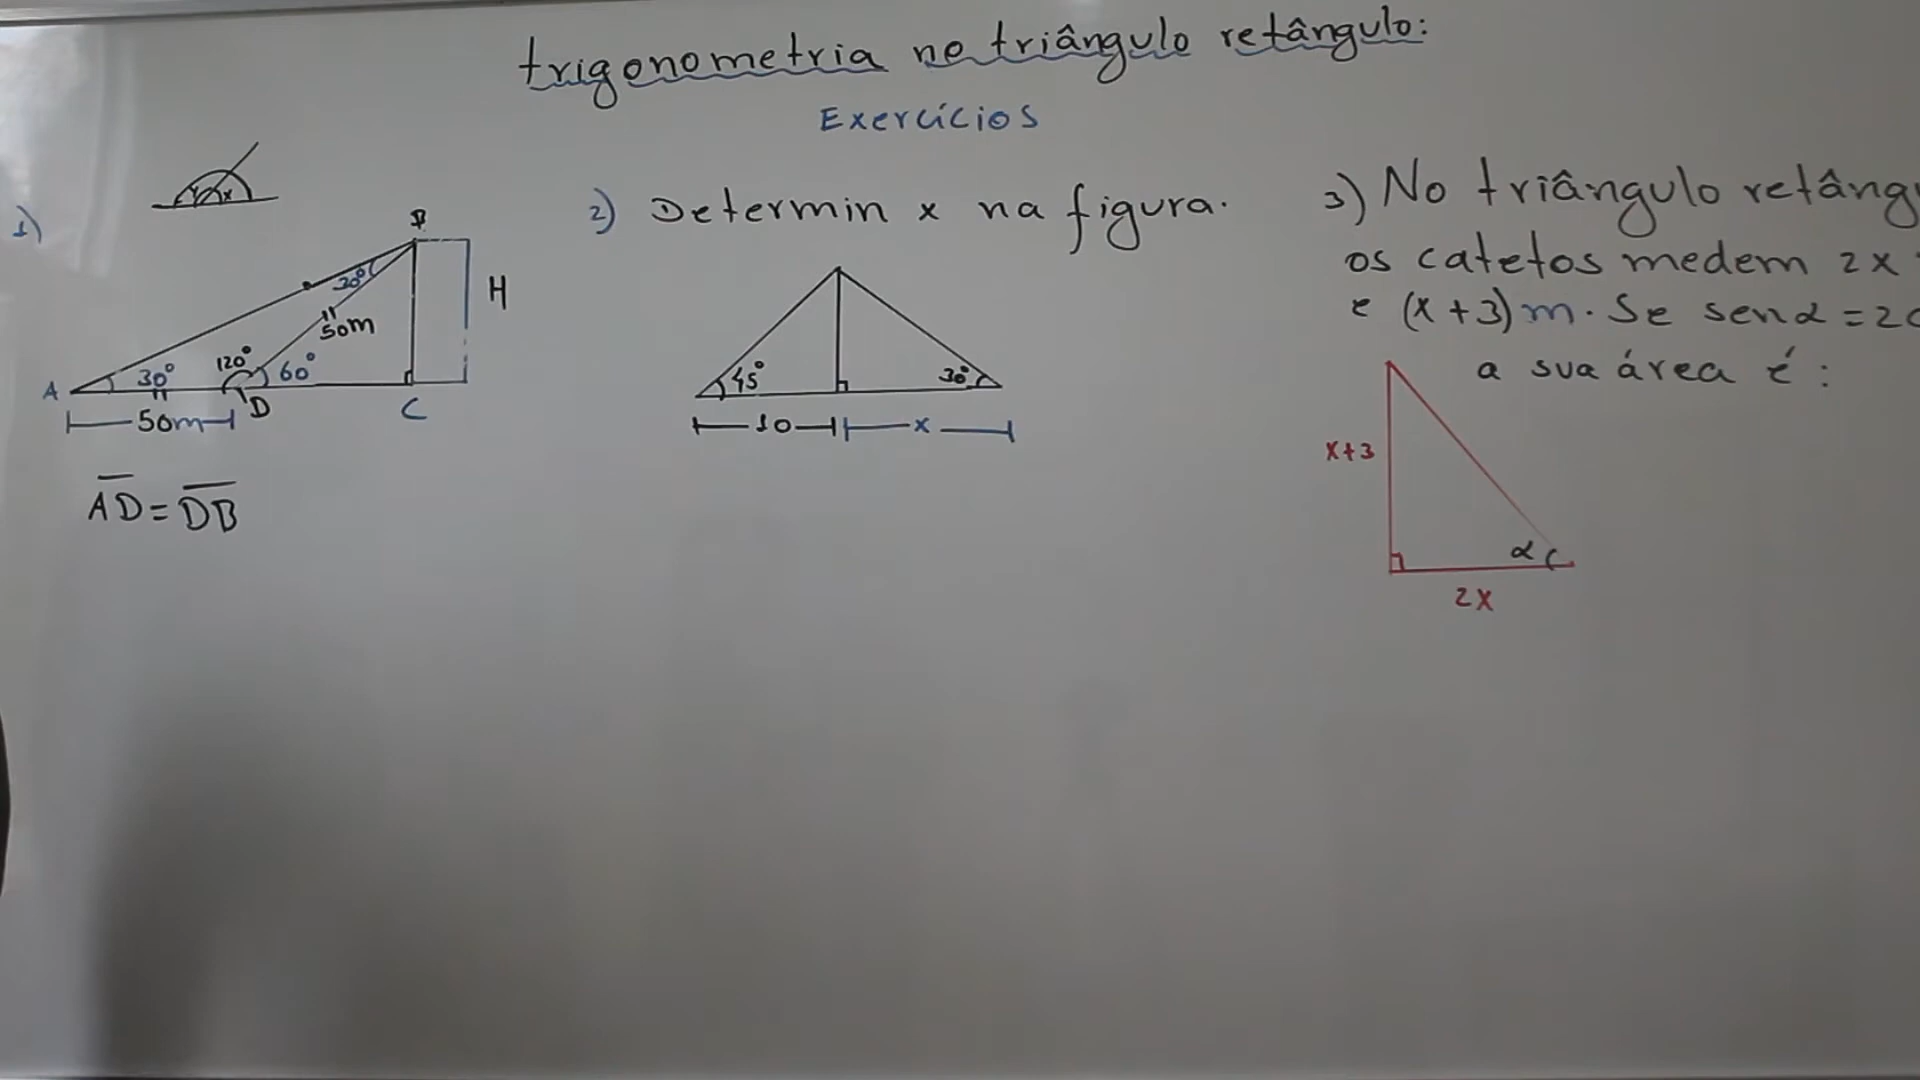 trigonometria no triângulo retângulo:
Exercícios
1)
B
30°
50m
H
120°
A 30° 60°
D C
50m
AD = DB
2) Determin x na figura.
45° 30°
10 x
3) No triângulo retâng
os catetos medem 2x
e (x+3)m. Se senα = 2c
a sua área é:
x+3
α
2x